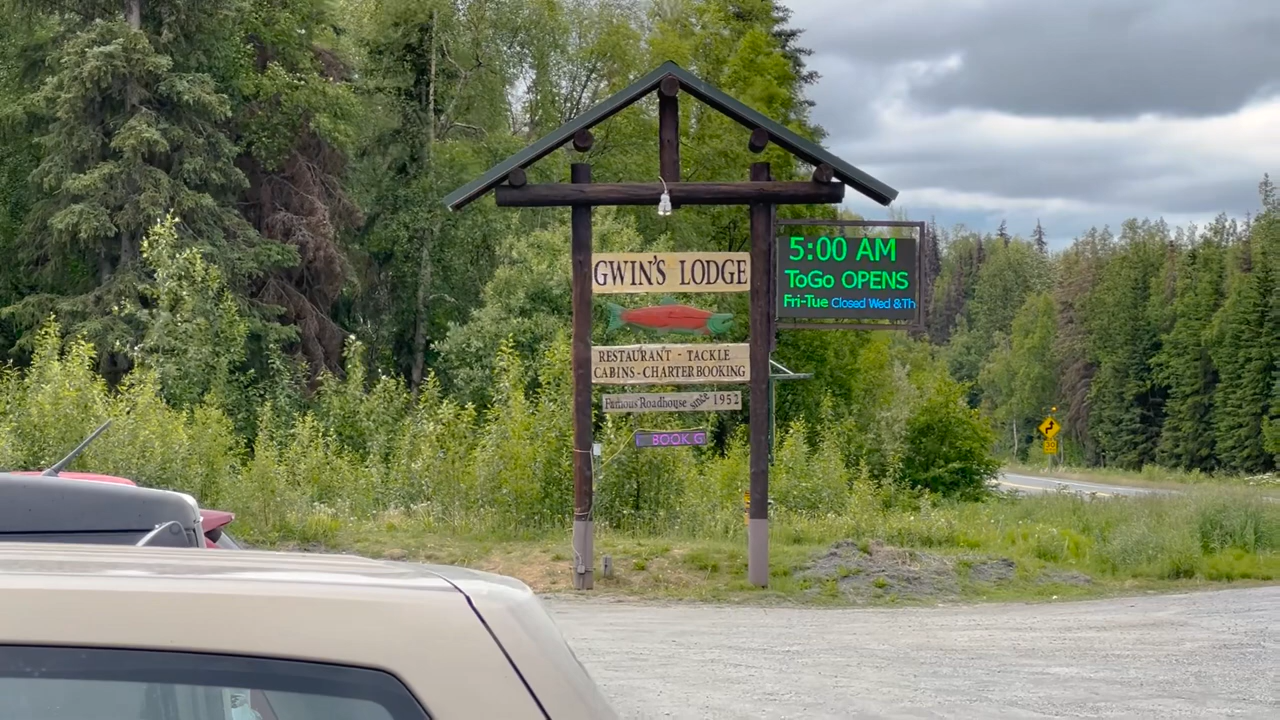 GWIN'S LODGE
5:00 AM
ToGo OPENS
Fri-Tue Closed Wed &Th
RESTAURANT - TACKLE
CABINS - CHARTER BOOKING
Famous Roadhouse SINCE 1952
BOOK G